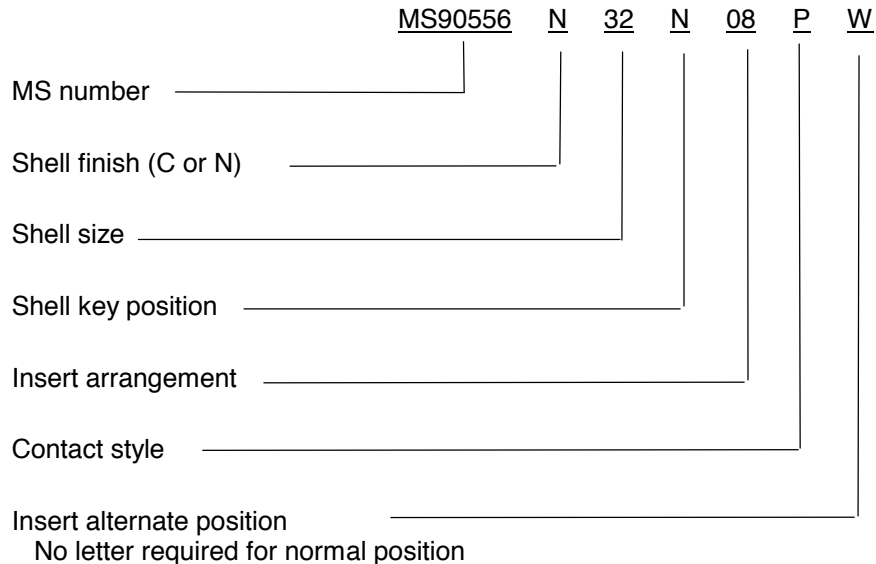 MS90556 N 32 N 08 P W
MS number
Shell finish (C or N)
Shell size
Shell key position
Insert arrangement
Contact style
Insert alternate position
No letter required for normal position